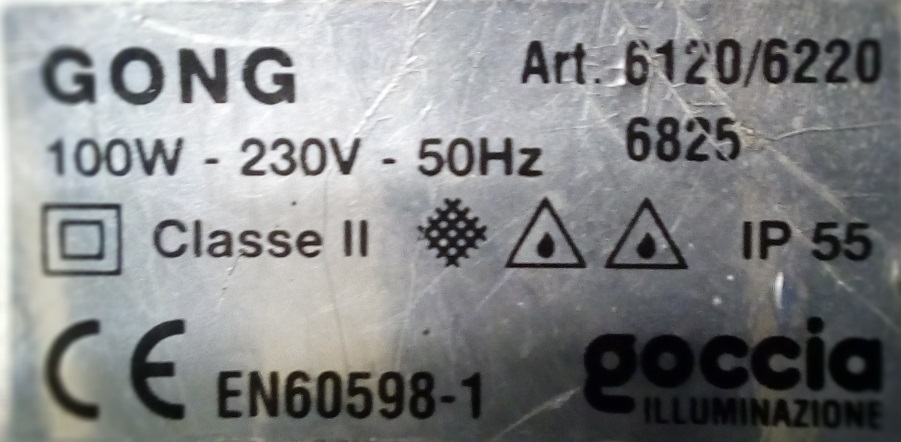 GONG Art. 6120/6220
100W - 230V - 50Hz 6825
Classe II IP 55
CE EN60598-1 goccia
ILLUMINAZIONE